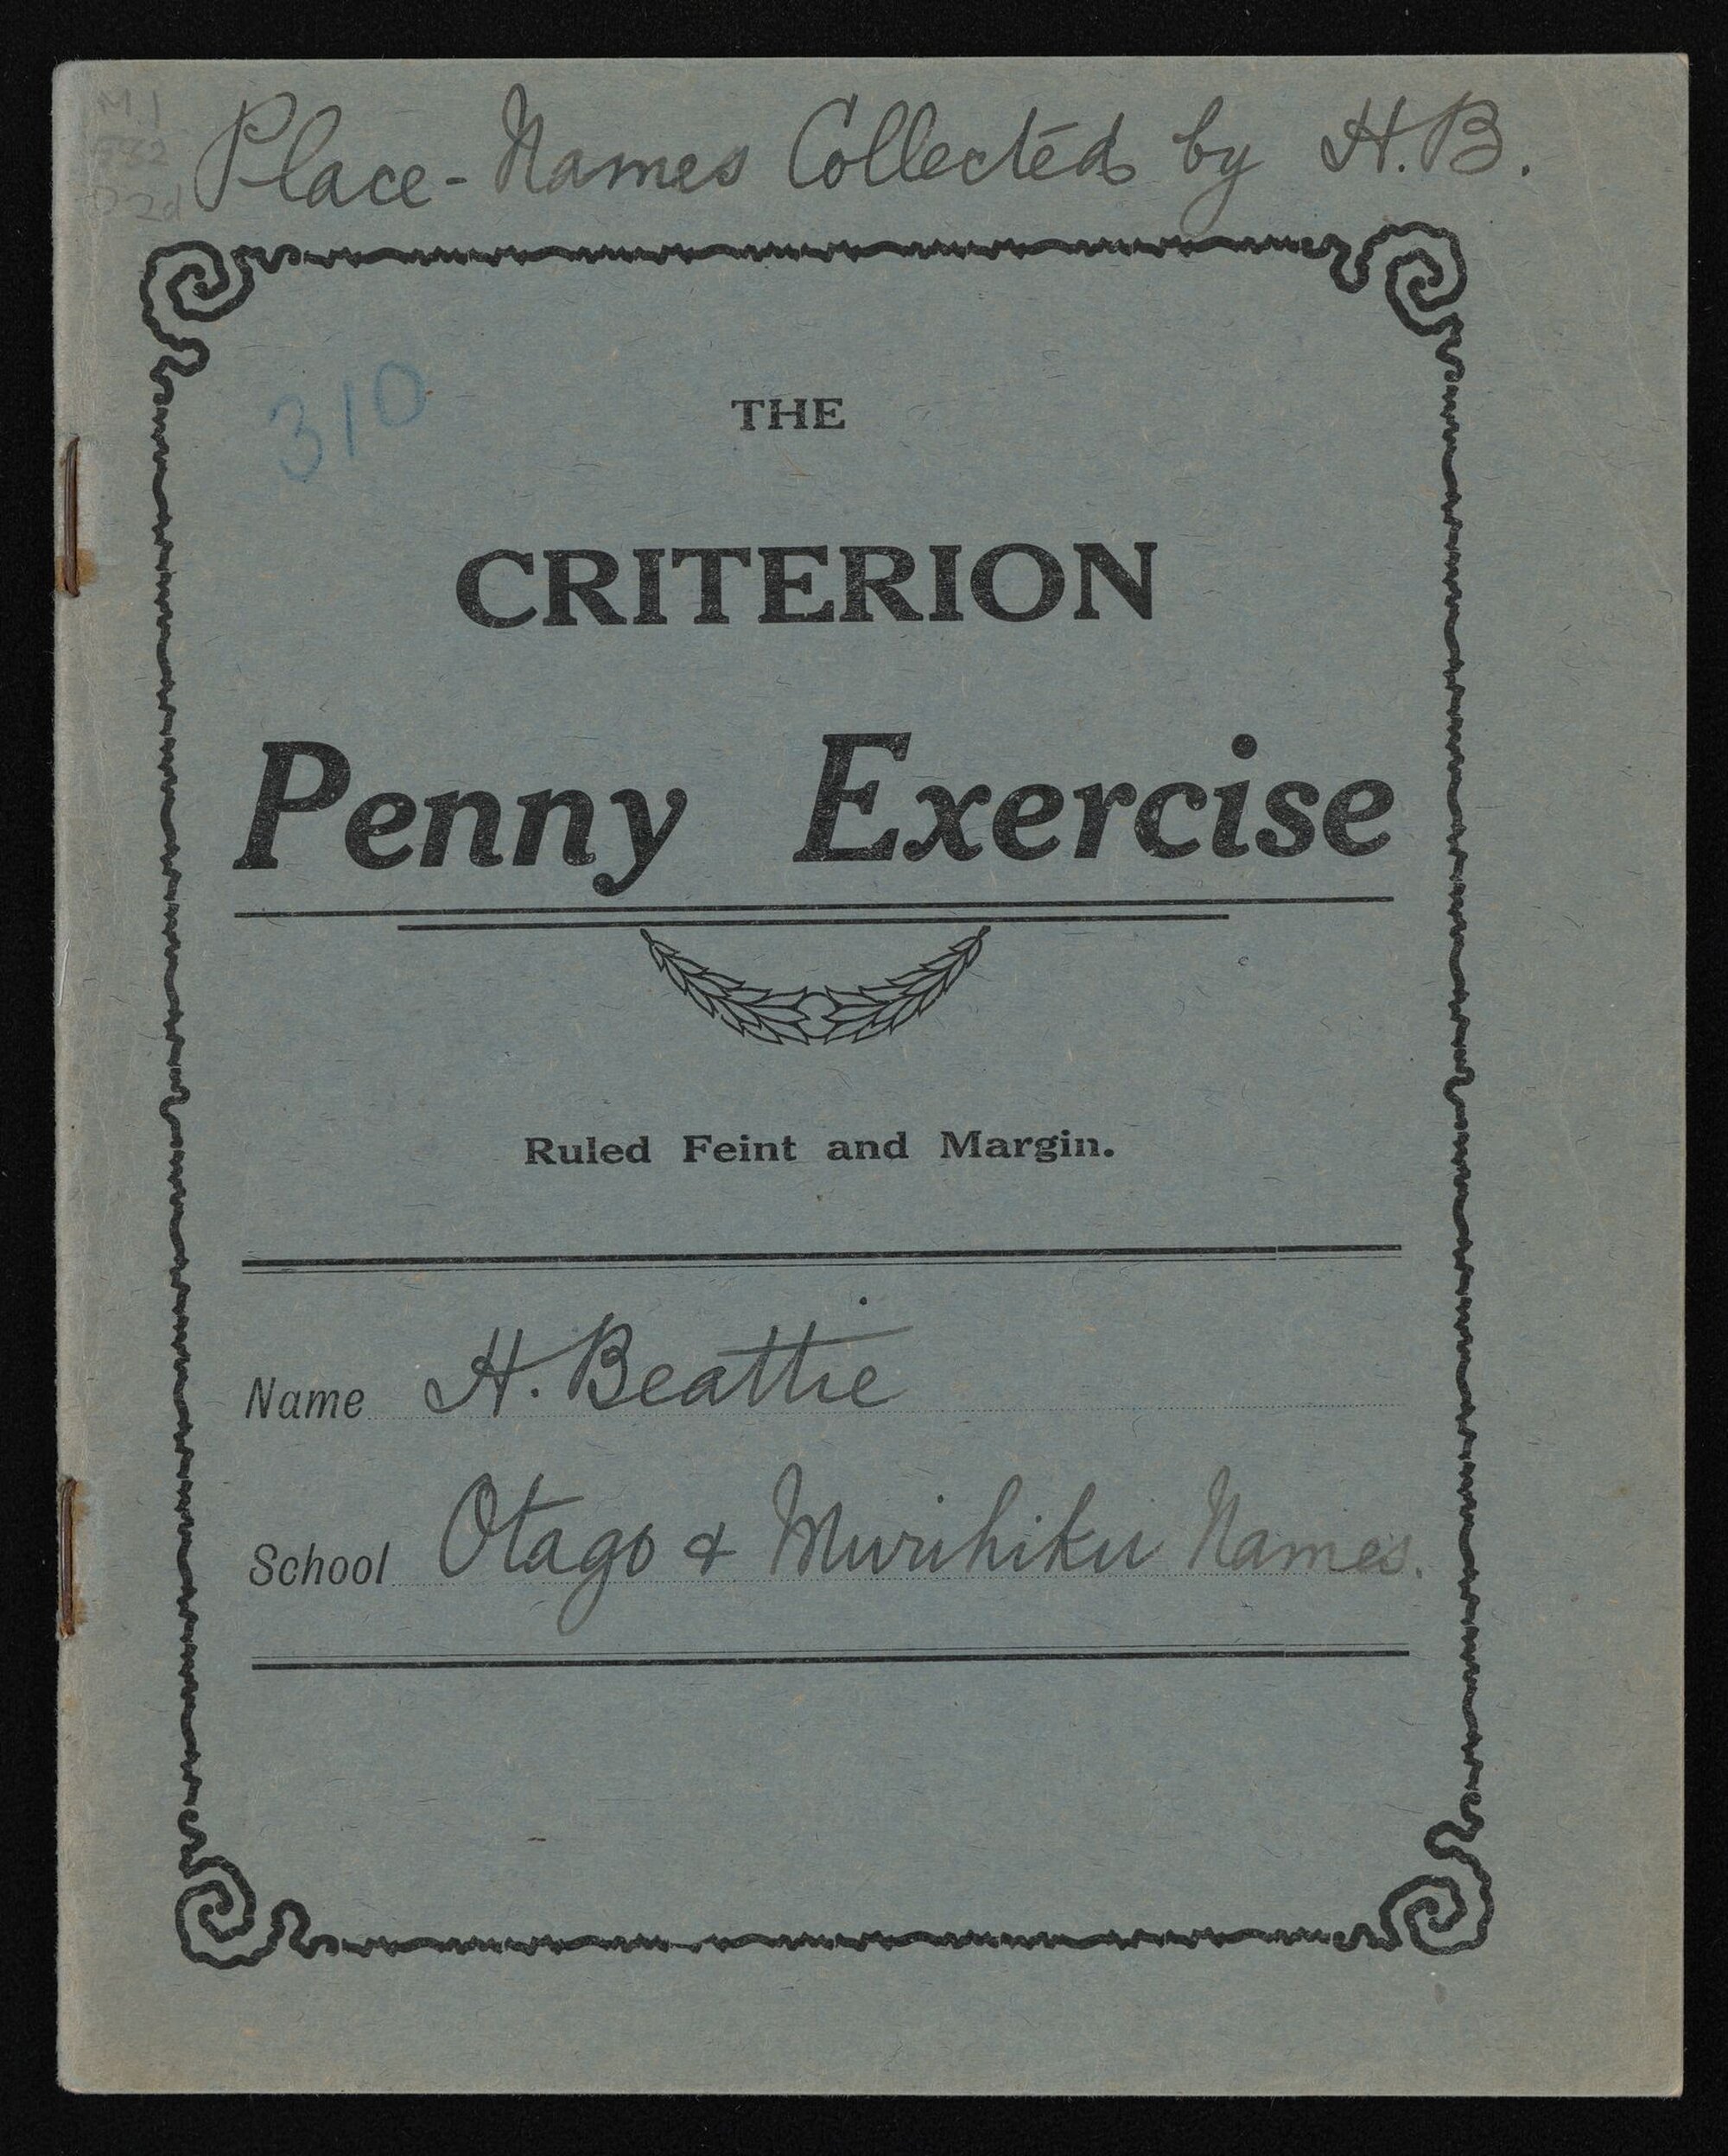 Place-Names Collected by H.B.
310
THE
CRITERION
Penny Exercise
Ruled Feint and Margin.
Name H. Beattie
School Otago & Murihiku Names.